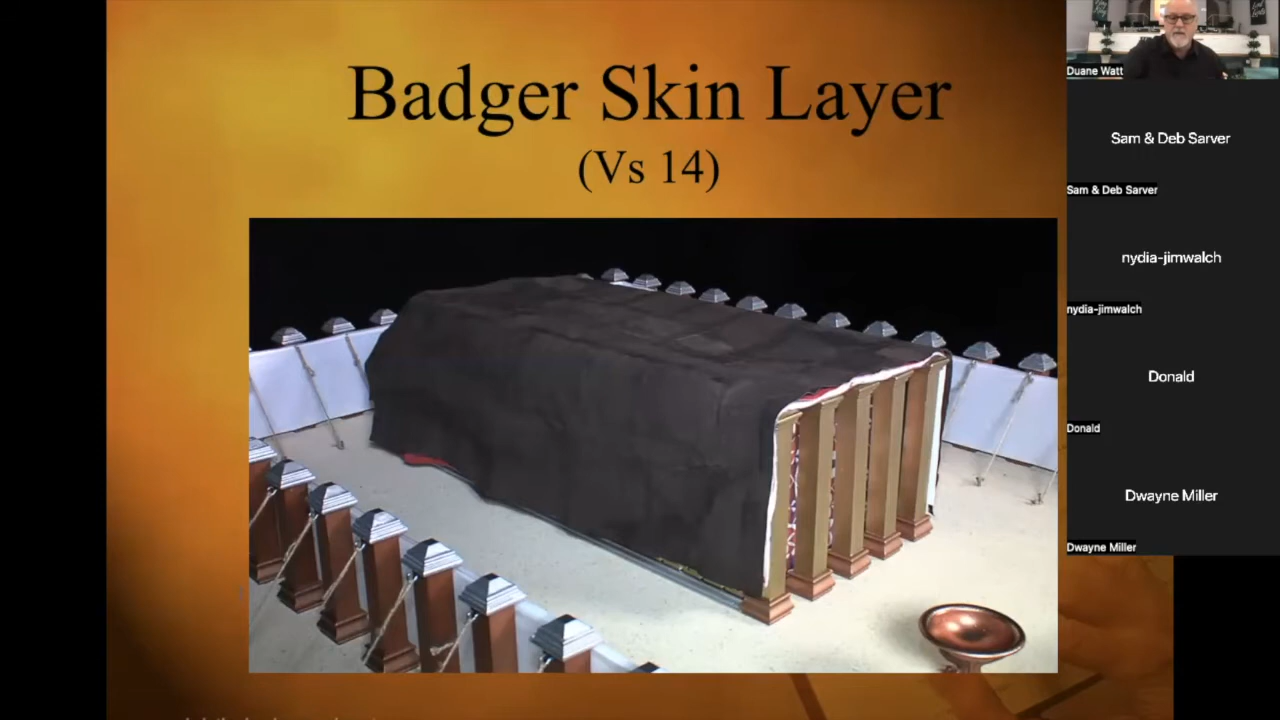 Badger Skin Layer
(Vs 14)
Duane Watt
Sam & Deb Sarver
Sam & Deb Sarver
nydia-jimwalch
nydia-jimwalch
Donald
Donald
Dwayne Miller
Dwayne Miller